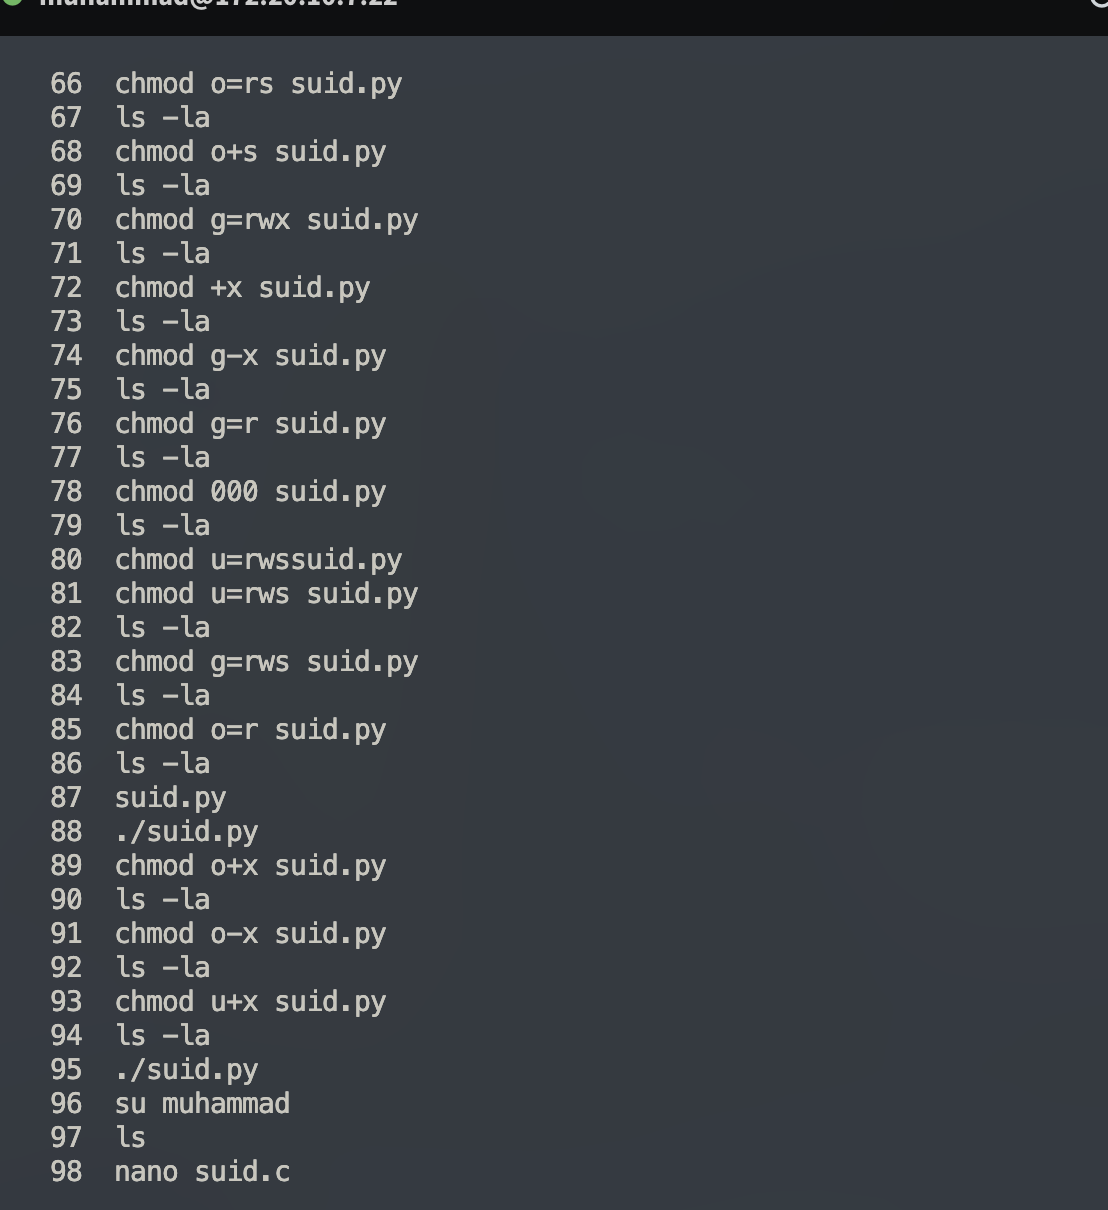 66 chmod o=rs suid.py
67 ls -la
68 chmod o+s suid.py
69 ls -la
70 chmod g=rwx suid.py
71 ls -la
72 chmod +x suid.py
73 ls -la
74 chmod g-x suid.py
75 ls -la
76 chmod g=r suid.py
77 ls -la
78 chmod 000 suid.py
79 ls -la
80 chmod u=rwssuid.py
81 chmod u=rws suid.py
82 ls -la
83 chmod g=rws suid.py
84 ls -la
85 chmod o=r suid.py
86 ls -la
87 suid.py
88 ./suid.py
89 chmod o+x suid.py
90 ls -la
91 chmod o-x suid.py
92 ls -la
93 chmod u+x suid.py
94 ls -la
95 ./suid.py
96 su muhammad
97 ls
98 nano suid.c